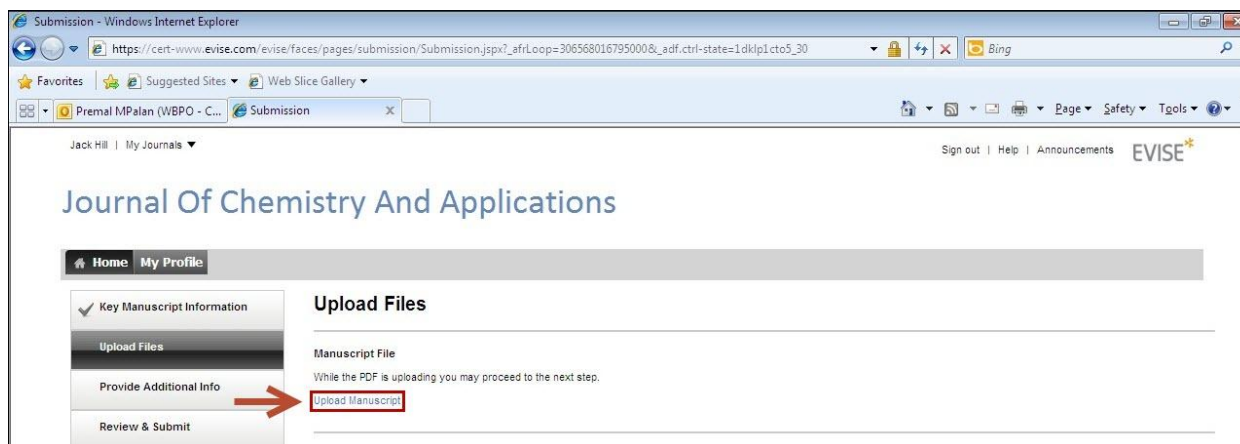 Submission - Windows Internet Explorer
https://cert-www.evise.com/evise/faces/pages/submission/Submission.jspx?_afrLoop=306568016795000&_adf.ctrl-state=1dklp1cto5_30
Bing
Favorites Suggested Sites Web Slice Gallery
Premal MPalan (WBPO - C... Submission Page Safety Tools
Jack Hill | My Journals Sign out | Help | Announcements EVISE
Journal Of Chemistry And Applications
Home My Profile
Key Manuscript Information
Upload Files
Provide Additional Info
Review & Submit
Upload Files
Manuscript File
While the PDF is uploading you may proceed to the next step.
Upload Manuscript